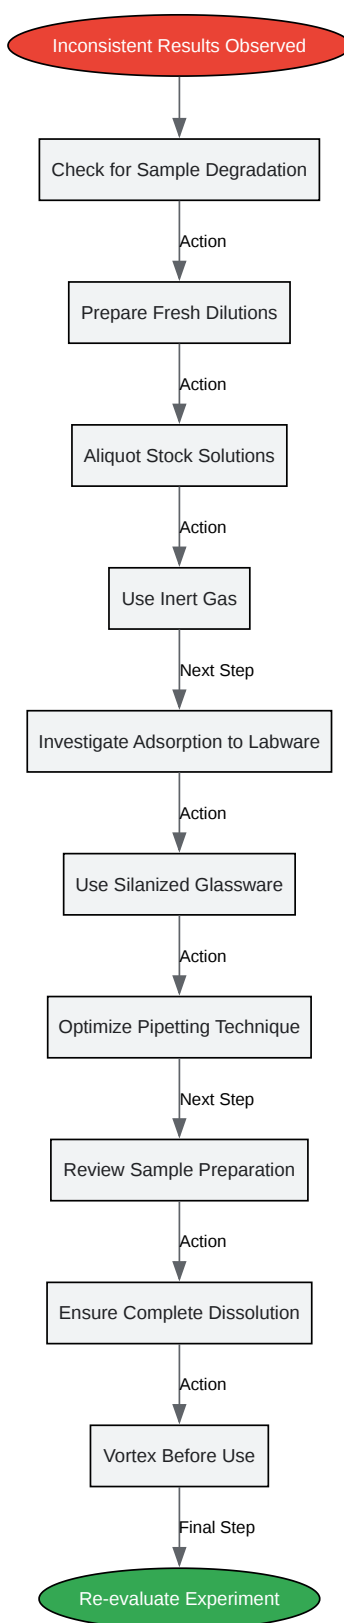 Inconsistent Results Observed
Check for Sample Degradation
Action
Prepare Fresh Dilutions
Action
Aliquot Stock Solutions
Action
Use Inert Gas
Next Step
Investigate Adsorption to Labware
Action
Use Silanized Glassware
Action
Optimize Pipetting Technique
Next Step
Review Sample Preparation
Action
Ensure Complete Dissolution
Action
Vortex Before Use
Final Step
Re-evaluate Experiment